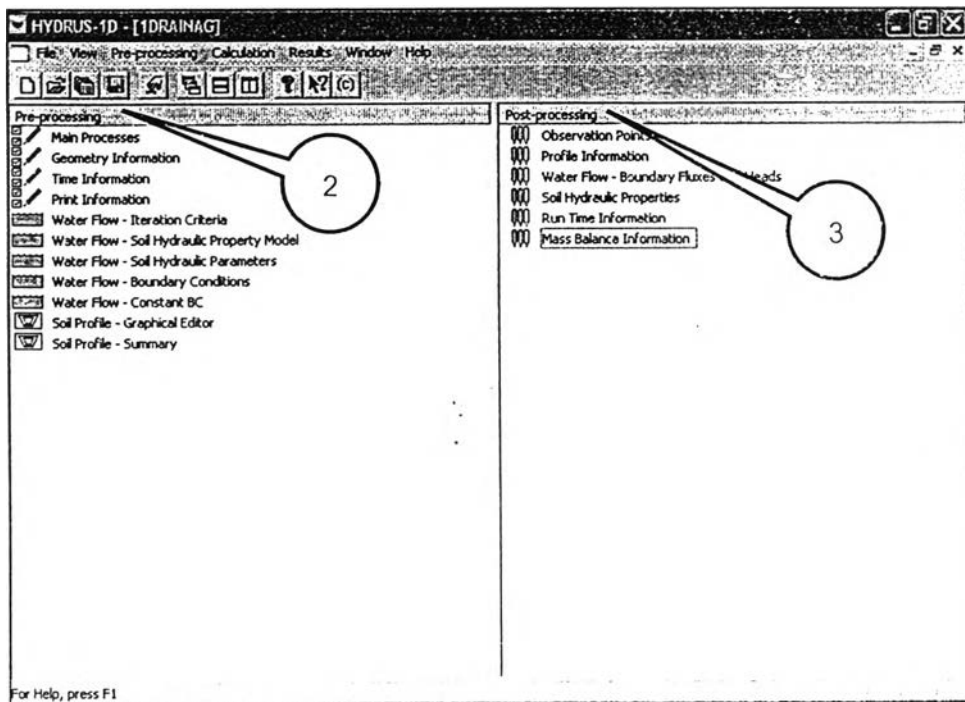 HYDRUS-1D - [1DRAINAG]
File View Pre-processing Calculation Results Window Help
Pre-processing
Main Processes
Geometry Information
Time Information
Print Information
Water Flow - Iteration Criteria
Water Flow - Soil Hydraulic Property Model
Water Flow - Soil Hydraulic Parameters
Water Flow - Boundary Conditions
Water Flow - Constant BC
Soil Profile - Graphical Editor
Soil Profile - Summary
2
Post-processing
Observation Points
Profile Information
Water Flow - Boundary Fluxes Heads
Soil Hydraulic Properties
Run Time Information
Mass Balance Information
3
For Help, press F1